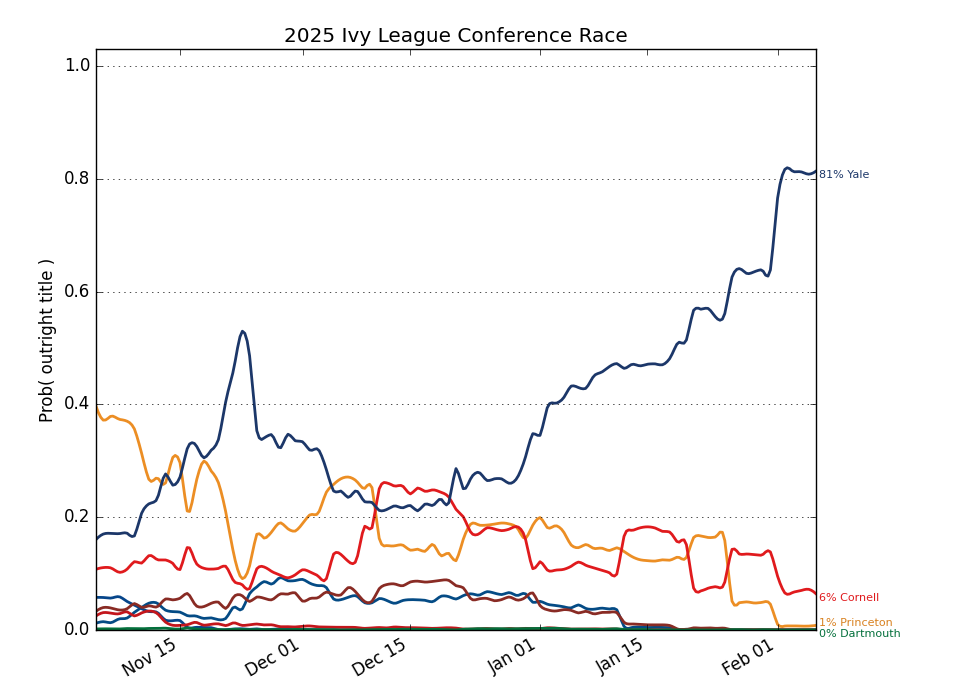 2025 Ivy League Conference Race
Prob( outright title )
1.0
0.8
0.6
0.4
0.2
0.0
81% Yale
6% Cornell
1% Princeton
0% Dartmouth
Nov 15
Dec 01
Dec 15
Jan 01
Jan 15
Feb 01